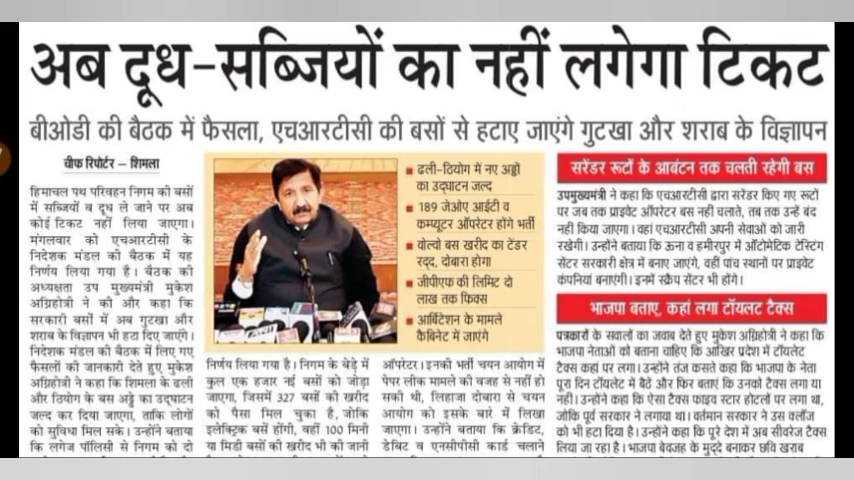 अब दूध-सब्जियों का नहीं लगेगा टिकट
बीओडी की बैठक में फैसला, एचआरटीसी की बसों से हटाए जाएंगे गुटखा और शराब के विज्ञापन
चीफ रिपोर्टर – शिमला
हिमाचल पथ परिवहन निगम की बसों
में सब्जियों व दूध ले जाने पर अब
कोई टिकट नहीं लिया जाएगा।
मंगलवार को एचआरटीसी के
निदेशक मंडल की बैठक में यह
निर्णय लिया गया है। बैठक की
अध्यक्षता उप मुख्यमंत्री मुकेश
अग्निहोत्री ने की और कहा कि
सरकारी बसों में अब गुटखा और
शराब के विज्ञापन भी हटा दिए जाएंगे।
निदेशक मंडल की बैठक में लिए गए
फैसलों की जानकारी देते हुए मुकेश
अग्निहोत्री ने कहा कि शिमला के ढली
और ठियोग के बस अड्डे का उद्घाटन
जल्द कर दिया जाएगा, ताकि लोगों
को सुविधा मिल सके। उन्होंने बताया
कि लगेज पॉलिसी से निगम को दो
ढली-ठियोग में नए अड्डों
का उद्घाटन जल्द
189 जेओए आईटी व
कम्प्यूटर ऑपरेटर होंगे भर्ती
वोल्वो बस खरीद का टेंडर
रद्द, दोबारा होगा
जीपीएफ की लिमिट दो
लाख तक फिक्स
आर्बिटेशन के मामले
कैबिनेट में जाएंगे
निर्णय लिया गया है। निगम के बेड़े में
कुल एक हजार नई बसों को जोड़ा
जाएगा, जिसमें 327 बसों की खरीद
को पैसा मिल चुका है, जोकि
इलेक्ट्रिक बसें होंगी, वहीं 100 मिनी
या मिडी बसों की खरीद भी की जानी
ऑपरेटर। इनकी भर्ती चयन आयोग में
पेपर लीक मामले की वजह से नहीं हो
सकी थी, लिहाजा दोबारा से चयन
आयोग को इसके बारे में लिखा
जाएगा। उन्होंने बताया कि क्रेडिट,
डेबिट व एनसीपीसी कार्ड चलाने
सरेंडर रूटों के आबंटन तक चलती रहेगी बस
उपमुख्यमंत्री ने कहा कि एचआरटीसी द्वारा सरेंडर किए गए रूटों
पर जब तक प्राइवेट ऑपरेटर बस नहीं चलाते, तब तक उन्हें बंद
नहीं किया जाएगा। वहां एचआरटीसी अपनी सेवाओं को जारी
रखेगी। उन्होंने बताया कि ऊना व हमीरपुर में ऑटोमेटिक टेस्टिंग
सेंटर सरकारी क्षेत्र में बनाए जाएंगे, वहीं पांच स्थानों पर प्राइवेट
कंपनियां बनाएंगी। इनमें स्क्रैप सेंटर भी होंगे।
भाजपा बताए, कहां लगा टॉयलेट टैक्स
पत्रकारों के सवालों का जवाब देते हुए मुकेश अग्निहोत्री ने कहा कि
भाजपा नेताओं को बताना चाहिए कि आखिर प्रदेश में टॉयलेट
टैक्स कहां पर लगा। उन्होंने तंज कसते कहा कि भाजपा के नेता
पूरा दिन टॉयलेट में बैठें और फिर बताएं कि उनको टैक्स लगा या
नहीं। उन्होंने कहा कि ऐसा टैक्स फाइव स्टार होटलों पर लगा था,
जोकि पूर्व सरकार ने लगाया था। वर्तमान सरकार ने उस क्लॉज
को भी हटा दिया है। उन्होंने कहा कि पूरे देश में अब सीवरेज टैक्स
लिया जा रहा है। भाजपा बेवजह के मुद्दे बनाकर छवि खराब